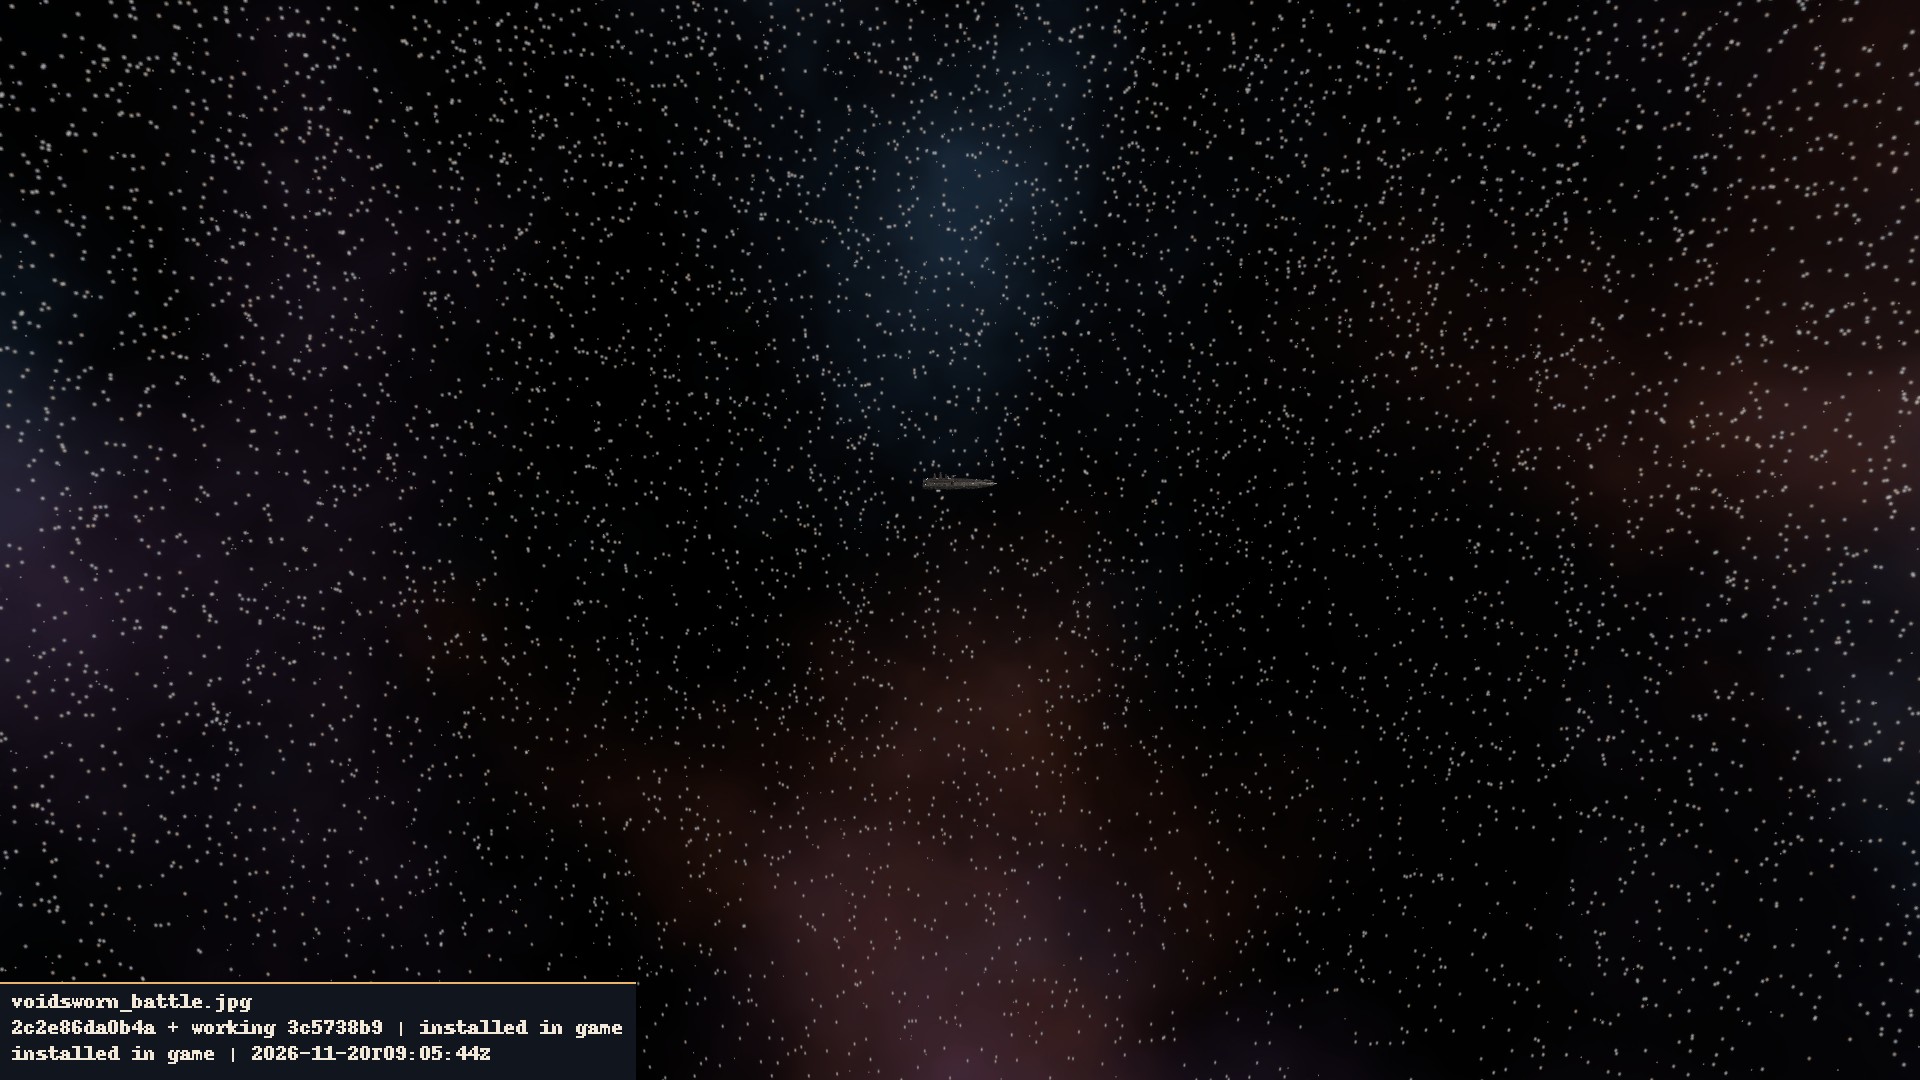 voidsworn_battle.jpg
2c2e86da0b4a + working 3c5738b9 | installed in game
installed in game | 2026-11-20T09:05:44Z